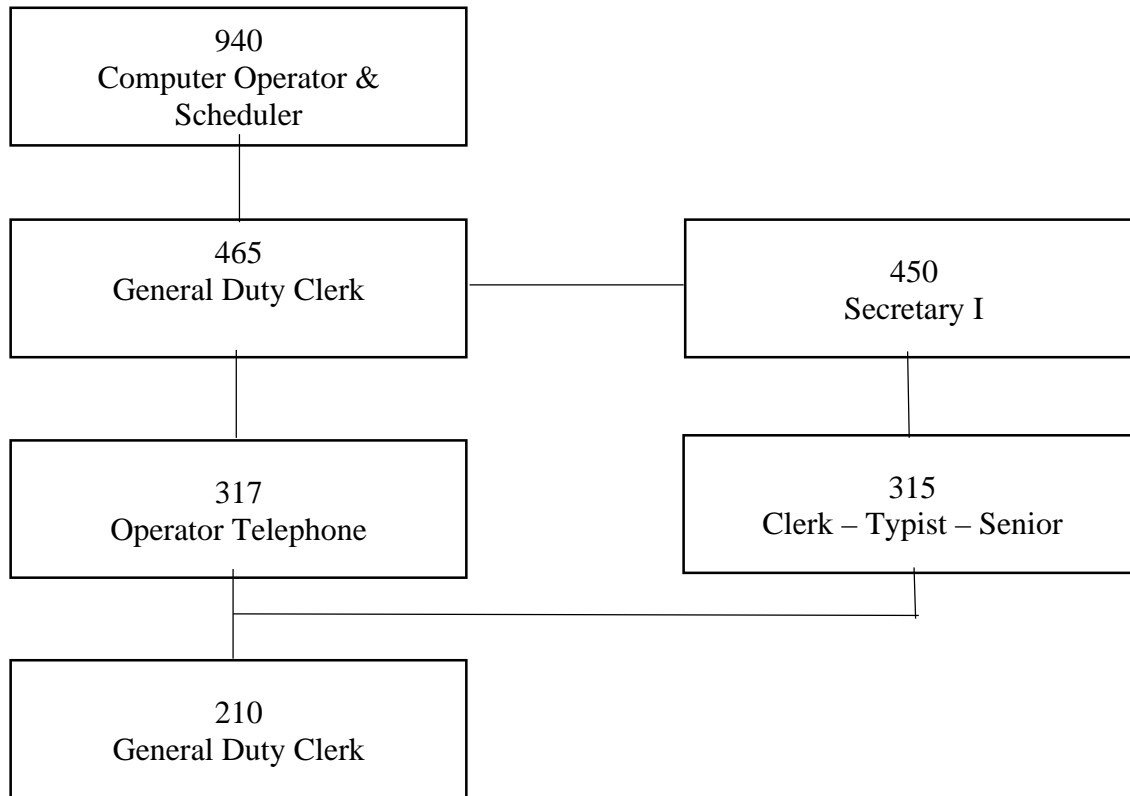 940
Computer Operator &
Scheduler
465
General Duty Clerk
450
Secretary I
317
Operator Telephone
315
Clerk – Typist – Senior
210
General Duty Clerk